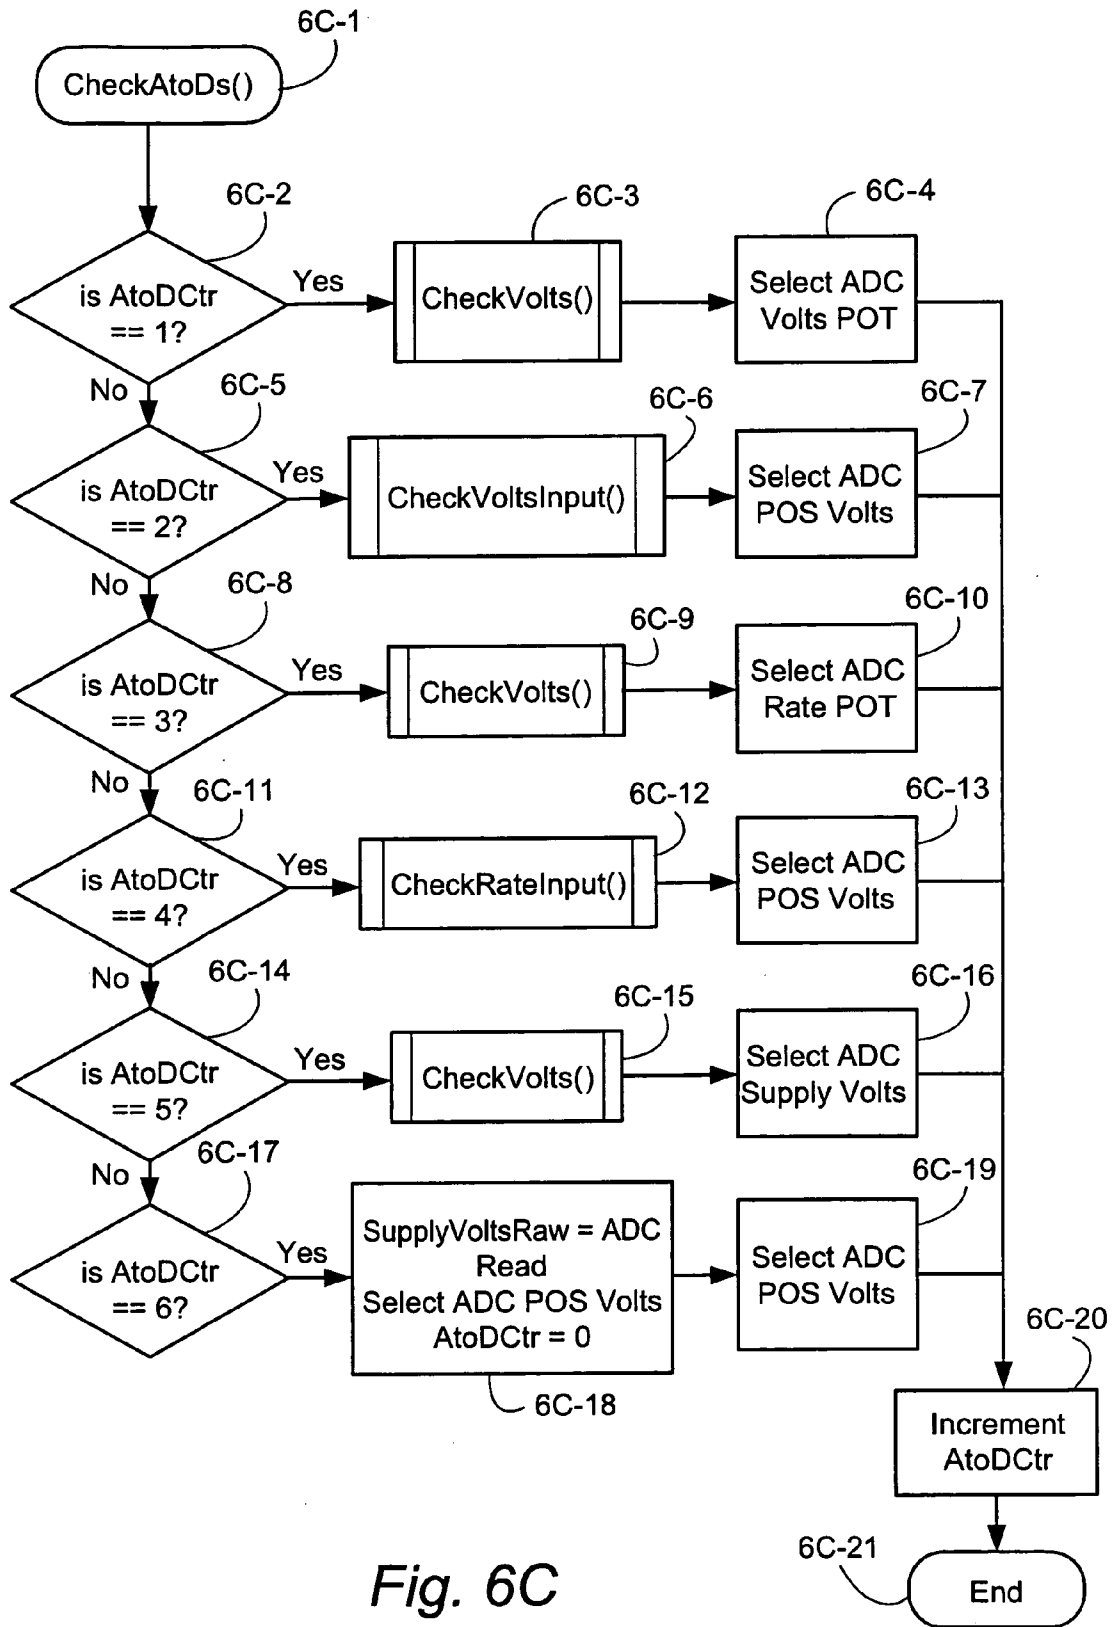 6C-1
CheckAtoDs()
6C-2
6C-3
6C-4
is AtoDCtr
== 1?
Yes
CheckVolts()
Select ADC
Volts POT
No
6C-5
6C-6
6C-7
is AtoDCtr
== 2?
Yes
CheckVoltsInput()
Select ADC
POS Volts
No
6C-8
6C-9
6C-10
is AtoDCtr
== 3?
Yes
CheckVolts()
Select ADC
Rate POT
No
6C-11
6C-12
6C-13
is AtoDCtr
== 4?
Yes
CheckRateInput()
Select ADC
POS Volts
No
6C-14
6C-15
6C-16
is AtoDCtr
== 5?
Yes
CheckVolts()
Select ADC
Supply Volts
No
6C-17
6C-19
is AtoDCtr
== 6?
Yes
SupplyVoltsRaw = ADC
Read
Select ADC POS Volts
AtoDCtr = 0
Select ADC
POS Volts
6C-18
6C-20
Increment
AtoDCtr
6C-21
End
Fig. 6C